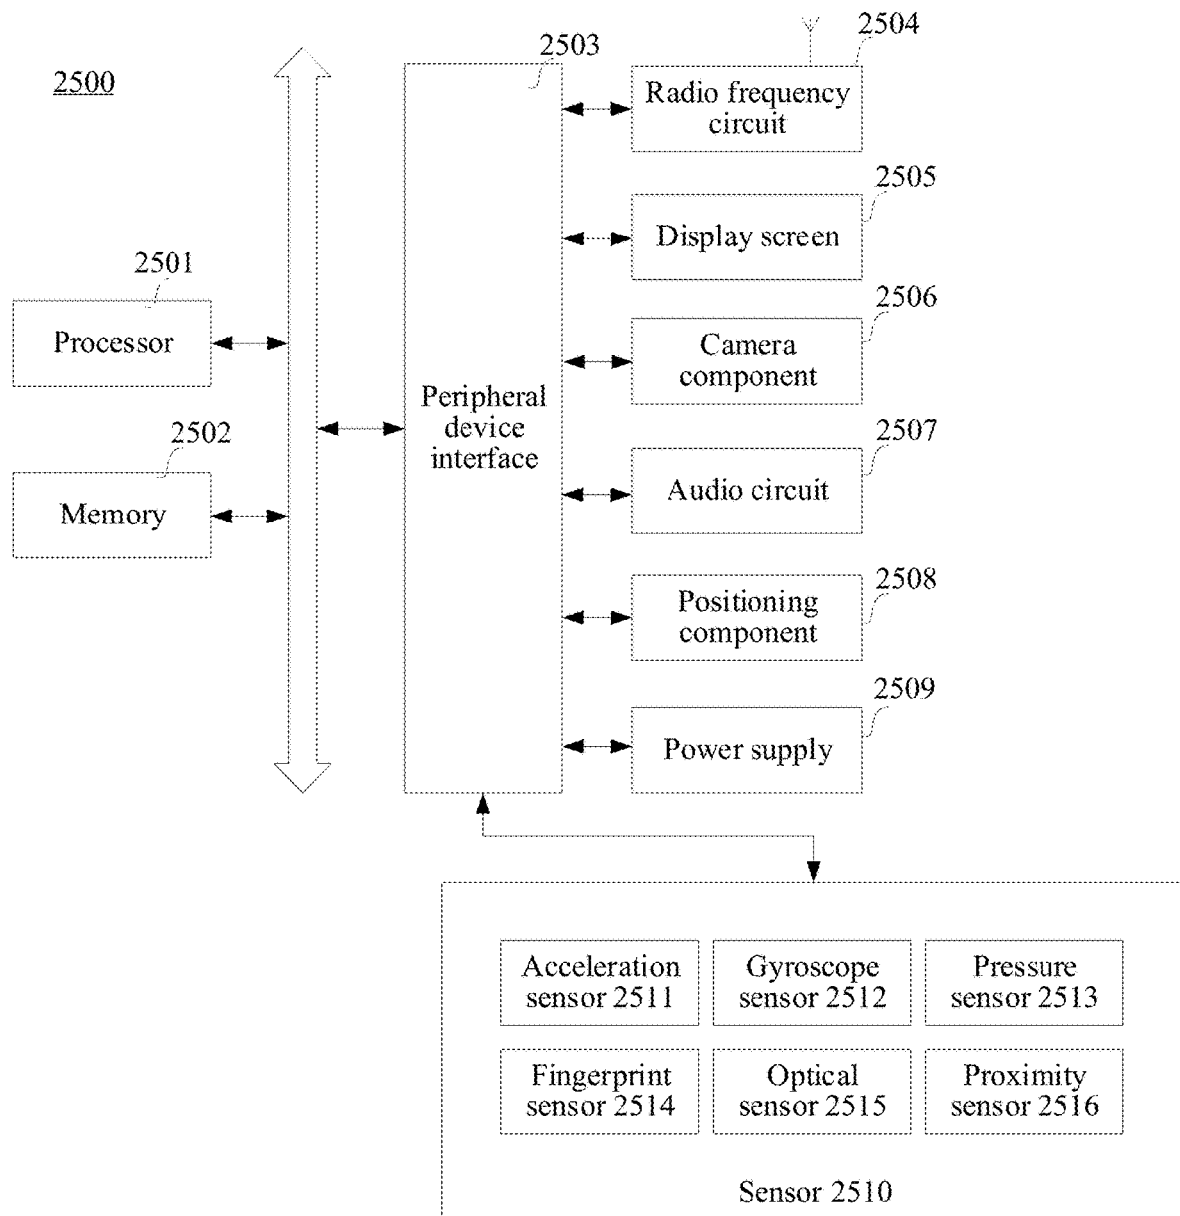 2500
2503
2504
Radio frequency
circuit
2505
Display screen
2501
Processor
2506
Camera
component
Peripheral
device
interface
2502
Memory
2507
Audio circuit
2508
Positioning
component
2509
Power supply
Acceleration
sensor 2511
Gyroscope
sensor 2512
Pressure
sensor 2513
Fingerprint
sensor 2514
Optical
sensor 2515
Proximity
sensor 2516
Sensor 2510